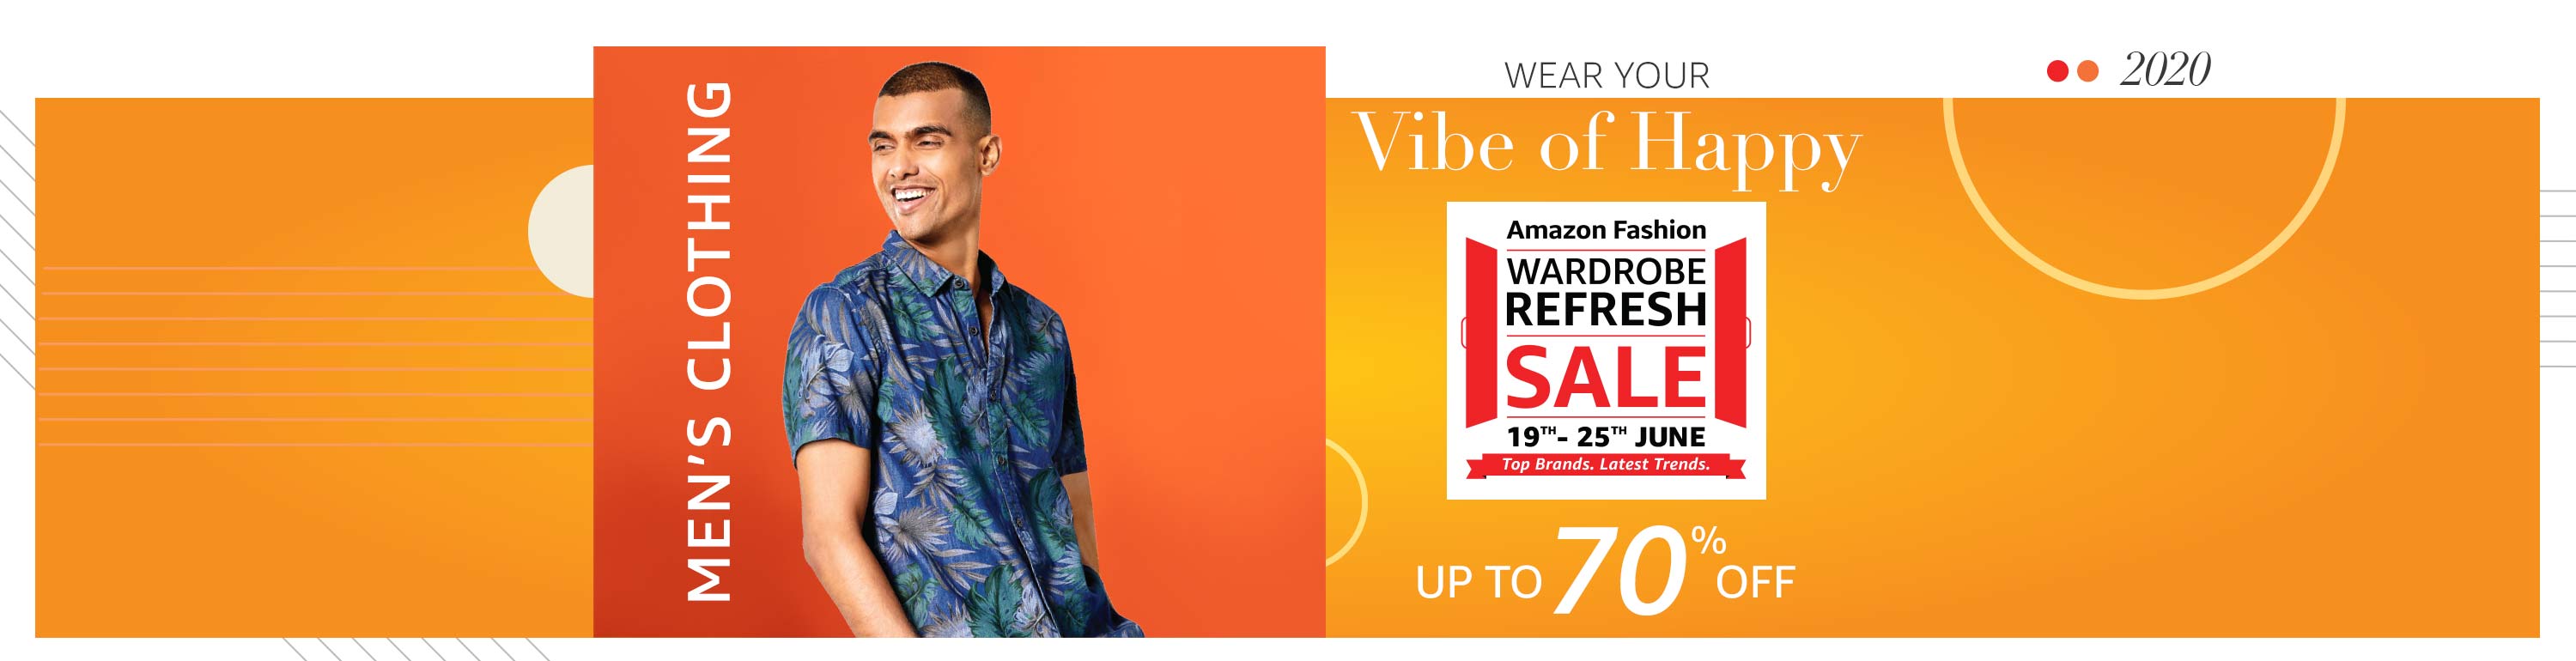 MEN'S CLOTHING
WEAR YOUR
Vibe of Happy
Amazon Fashion
WARDROBE
REFRESH
SALE
19TH- 25TH JUNE
Top Brands. Latest Trends.
UP TO 70% OFF
2020